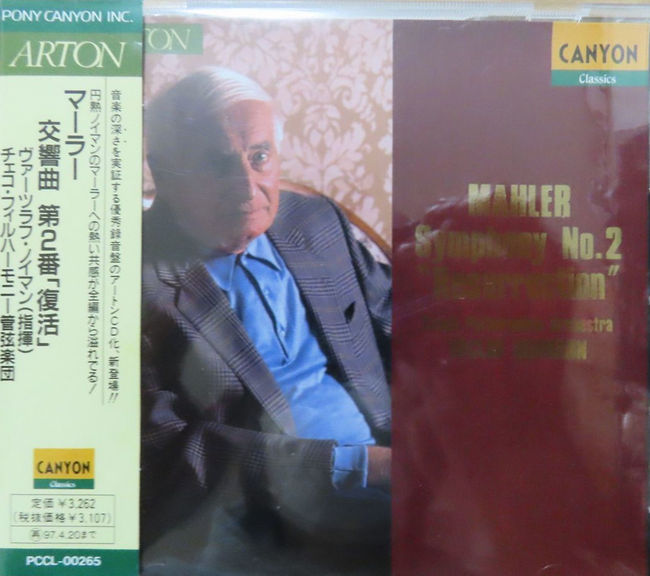 PONY CANYON INC.
ARTON
音楽の深さを実証する優秀録音盤のアートンCD化、新登場!!
円熟ノイマンのマーラーへの熱い共感が全編から溢れてる！
マーラー
交響曲 第2番「復活」
ヴァーツラフ・ノイマン(指揮)
チェコ・フィルハーモニー管弦楽団
CANYON
Classics
定価￥3,262
(税抜価格￥3,107)
再97.4.20まで
PCCL-00265
TON
CANYON
Classics
MAHLER
Symphony No.2
"Resurrection"
Orchestra